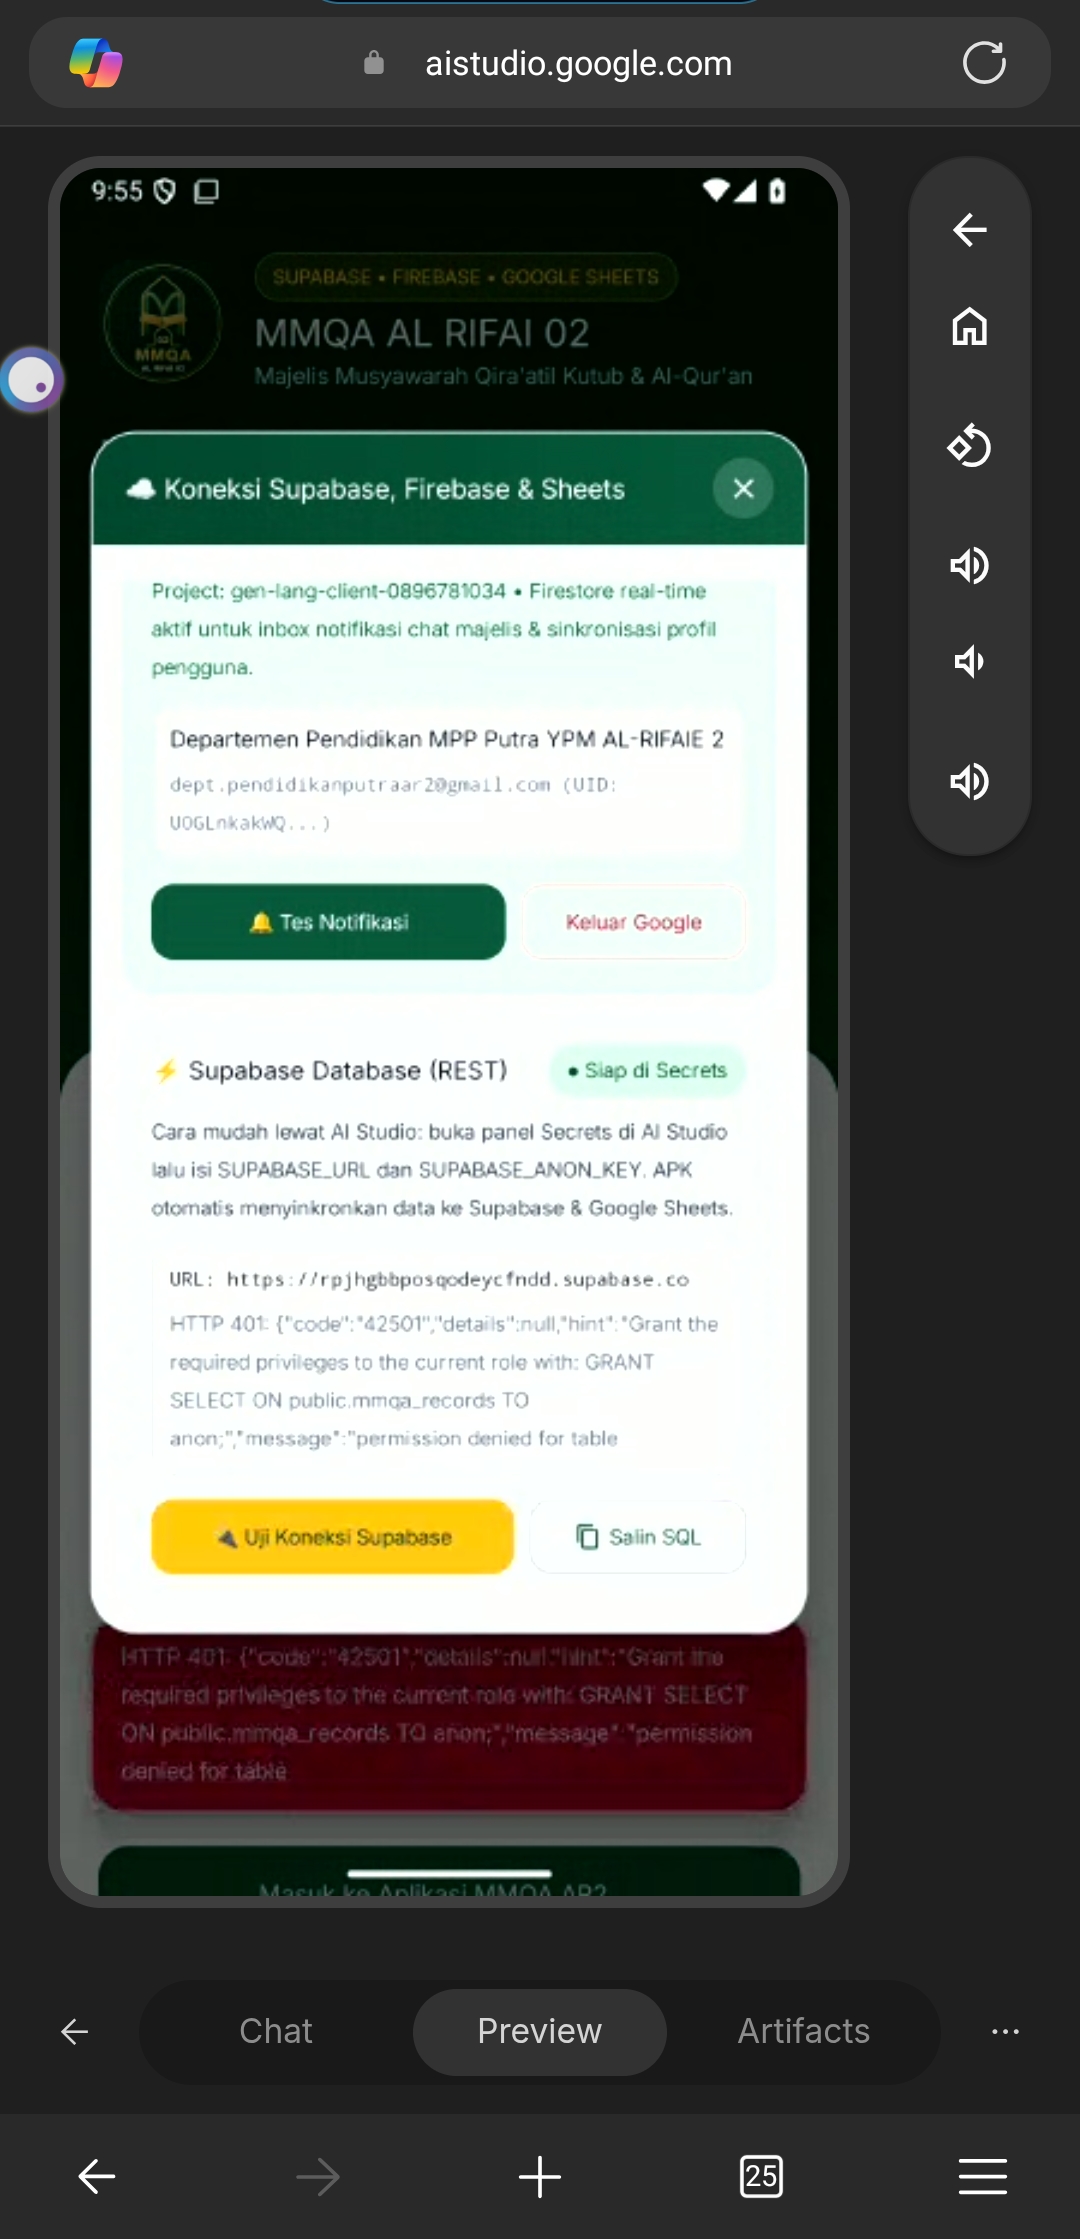 aistudio.google.com
9:55
SUPABASE • FIREBASE • GOOGLE SHEETS
MMQA AL RIFAI 02
Majelis Musyawarah Qira'atil Kutub & Al-Qur'an
MMQA
☁️ Koneksi Supabase, Firebase & Sheets
Project: gen-lang-client-0896781034 • Firestore real-time
aktif untuk inbox notifikasi chat majelis & sinkronisasi profil
pengguna.
Departemen Pendidikan MPP Putra YPM AL-RIFAIE 2
dept.pendidikanputraar2@gmail.com (UID:
UOGLnkakWQ...)
🔔 Tes Notifikasi
Keluar Google
⚡ Supabase Database (REST)
● Siap di Secrets
Cara mudah lewat AI Studio: buka panel Secrets di AI Studio
lalu isi SUPABASE_URL dan SUPABASE_ANON_KEY. APK
otomatis menyinkronkan data ke Supabase & Google Sheets.
URL: https://rpjhgbbposqodeycfndd.supabase.co
HTTP 401: {"code":"42501","details":null,"hint":"Grant the
required privileges to the current role with: GRANT
SELECT ON public.mmqa_records TO
anon;","message":"permission denied for table
🔌 Uji Koneksi Supabase
Salin SQL
HTTP 401: {"code":"42501","details":null,"hint":"Grant the
required privileges to the current role with: GRANT SELECT
ON public.mmqa_records TO anon;","message":"permission
denied for table
Masuk ke Aplikasi MMQA AR2
Chat
Preview
Artifacts
25